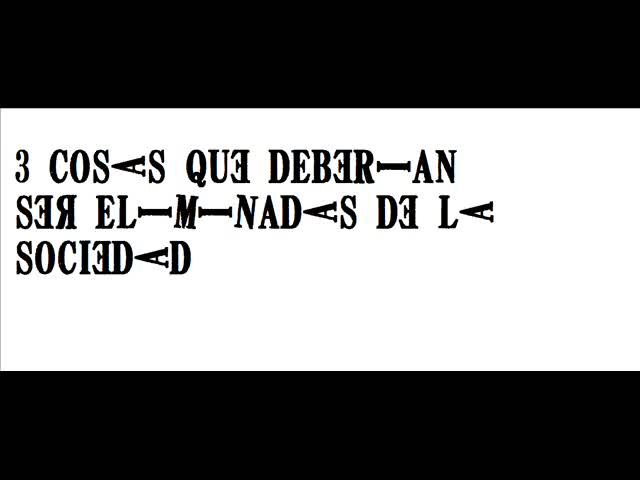 3 COSAS QUE DEBERIAN
SER ELIMINADAS DE LA
SOCIEDAD